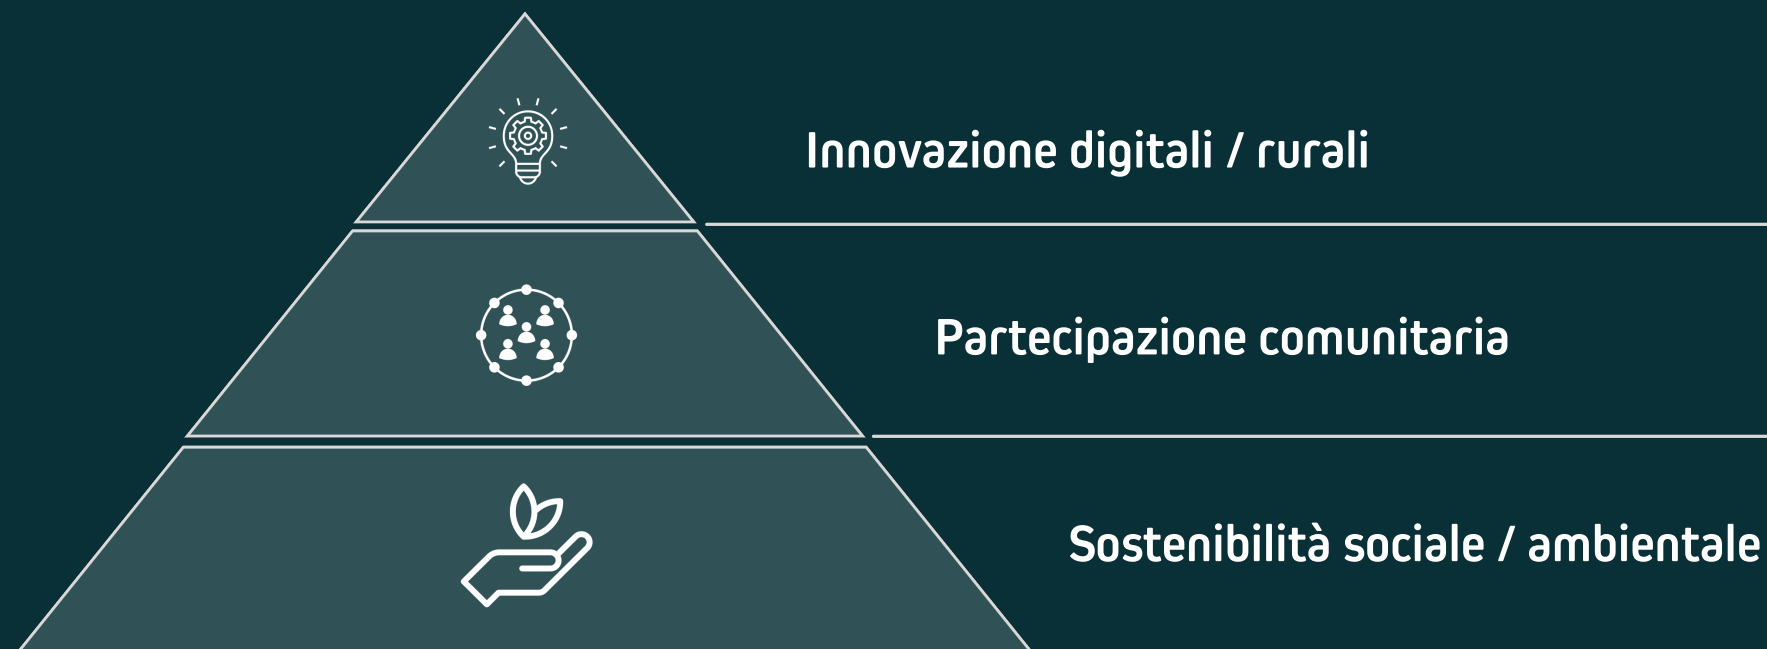 Innovazione digitali / rurali
Partecipazione comunitaria
Sostenibilità sociale / ambientale